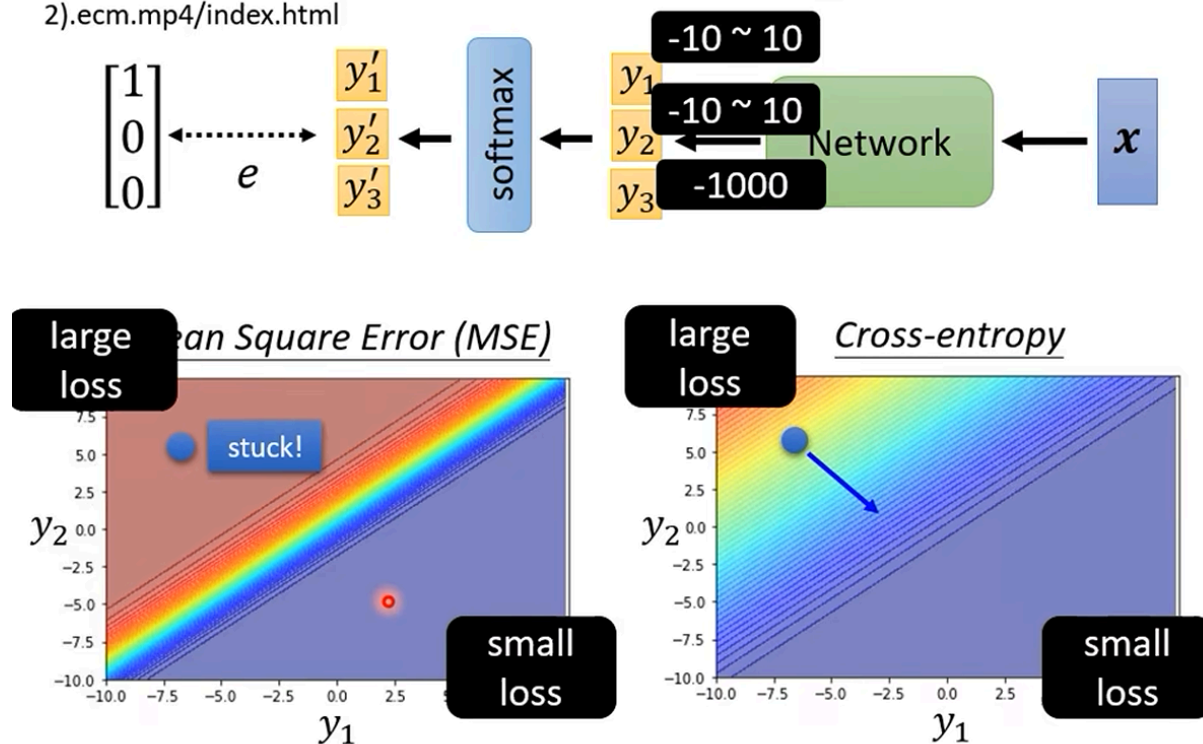 2).ecm.mp4/index.html
-10 ~ 10
-10 ~ 10
-1000
1
0
0
e
y₁′
y₂′
y₃′
softmax
y₁
y₂
y₃
Network
x
large
loss
ean Square Error (MSE)
stuck!
7.5
5.0
2.5
0.0
−2.5
−5.0
−7.5
−10.0
y₂
−10.0 −7.5 −5.0 −2.5 0.0 2.5
y₁
small
loss
large
loss
Cross-entropy
7.5
5.0
2.5
0.0
−2.5
−5.0
−7.5
−10.0
y₂
−10.0 −7.5 −5.0 −2.5 0.0 2.5
y₁
small
loss